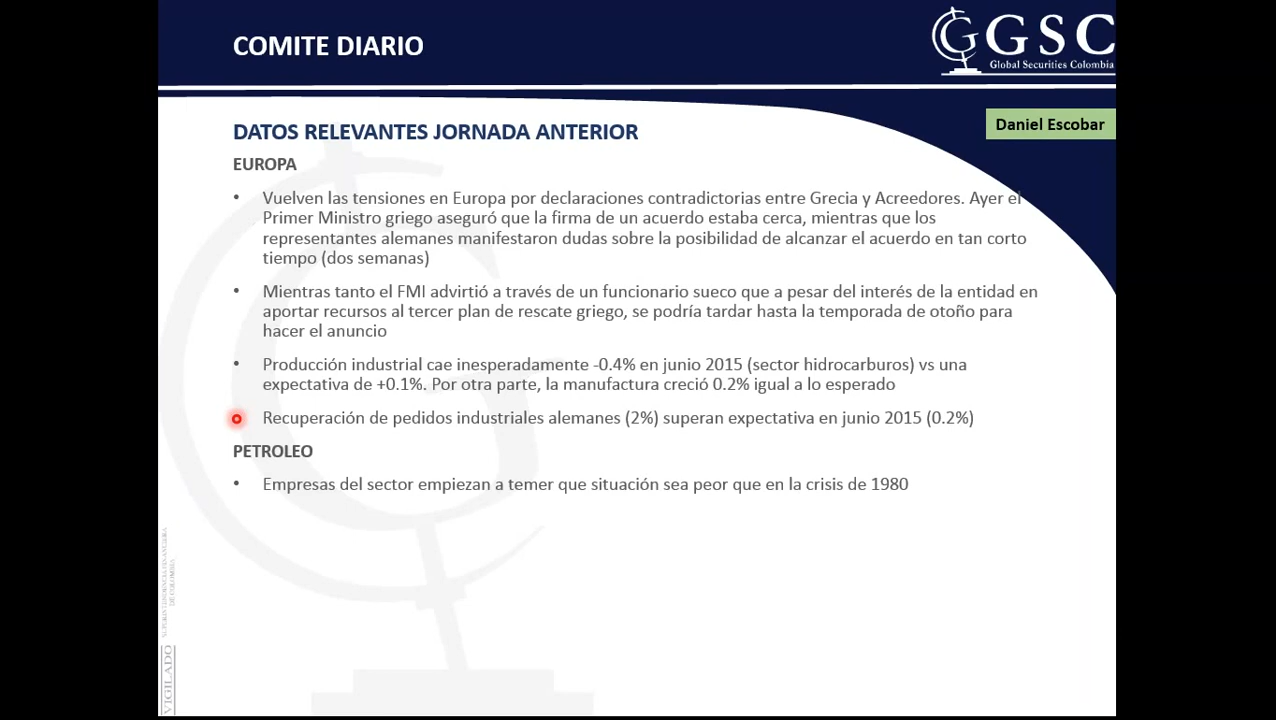 COMITE DIARIO
GSC
Global Securities Colombia
Daniel Escobar
DATOS RELEVANTES JORNADA ANTERIOR
EUROPA
• Vuelven las tensiones en Europa por declaraciones contradictorias entre Grecia y Acreedores. Ayer el
Primer Ministro griego aseguró que la firma de un acuerdo estaba cerca, mientras que los
representantes alemanes manifestaron dudas sobre la posibilidad de alcanzar el acuerdo en tan corto
tiempo (dos semanas)
• Mientras tanto el FMI advirtió a través de un funcionario sueco que a pesar del interés de la entidad en
aportar recursos al tercer plan de rescate griego, se podría tardar hasta la temporada de otoño para
hacer el anuncio
• Producción industrial cae inesperadamente -0.4% en junio 2015 (sector hidrocarburos) vs una
expectativa de +0.1%. Por otra parte, la manufactura creció 0.2% igual a lo esperado
Recuperación de pedidos industriales alemanes (2%) superan expectativa en junio 2015 (0.2%)
PETROLEO
• Empresas del sector empiezan a temer que situación sea peor que en la crisis de 1980
SUPERINTENDENCIA FINANCIERA
DE COLOMBIA
VIGILADO